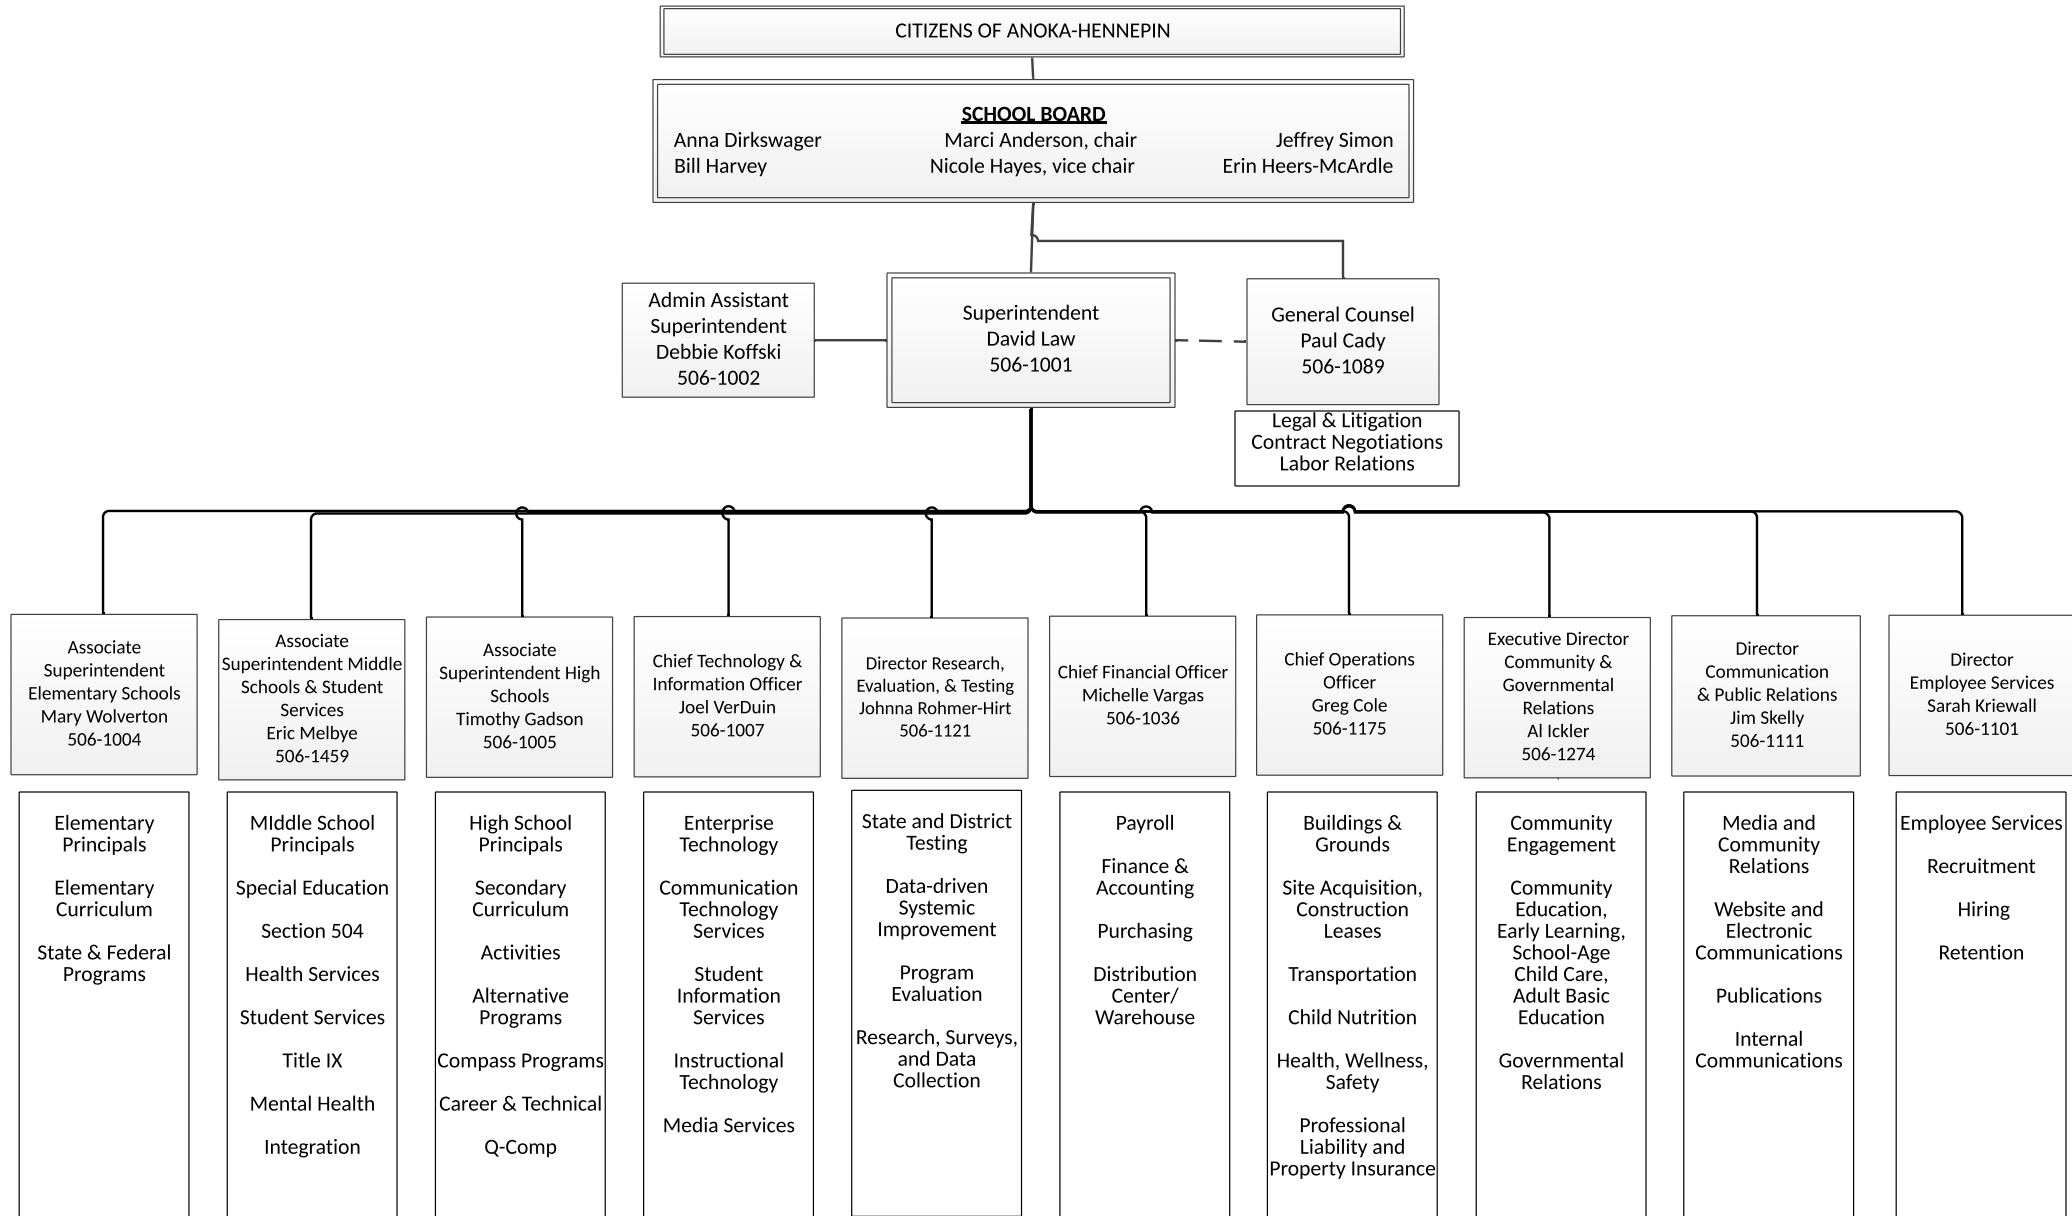 CITIZENS OF ANOKA-HENNEPIN
SCHOOL BOARD
Anna Dirkswager Marci Anderson, chair Jeffrey Simon
Bill Harvey Nicole Hayes, vice chair Erin Heers-McArdle
Admin Assistant
Superintendent
Debbie Koffski
506-1002
Superintendent
David Law
506-1001
General Counsel
Paul Cady
506-1089
Legal & Litigation
Contract Negotiations
Labor Relations
Associate
Superintendent
Elementary Schools
Mary Wolverton
506-1004
Associate
Superintendent Middle
Schools & Student
Services
Eric Melbye
506-1459
Associate
Superintendent High
Schools
Timothy Gadson
506-1005
Chief Technology &
Information Officer
Joel VerDuin
506-1007
Director Research,
Evaluation, & Testing
Johnna Rohmer-Hirt
506-1121
Chief Financial Officer
Michelle Vargas
506-1036
Chief Operations
Officer
Greg Cole
506-1175
Executive Director
Community &
Governmental
Relations
Al Ickler
506-1274
Director
Communication
& Public Relations
Jim Skelly
506-1111
Director
Employee Services
Sarah Kriewall
506-1101
Elementary
Principals
Elementary
Curriculum
State & Federal
Programs
MIddle School
Principals
Special Education
Section 504
Health Services
Student Services
Title IX
Mental Health
Integration
High School
Principals
Secondary
Curriculum
Activities
Alternative
Programs
Compass Programs
Career & Technical
Q-Comp
Enterprise
Technology
Communication
Technology
Services
Student
Information
Services
Instructional
Technology
Media Services
State and District
Testing
Data-driven
Systemic
Improvement
Program
Evaluation
Research, Surveys,
and Data
Collection
Payroll
Finance &
Accounting
Purchasing
Distribution
Center/
Warehouse
Buildings &
Grounds
Site Acquisition,
Construction
Leases
Transportation
Child Nutrition
Health, Wellness,
Safety
Professional
Liability and
Property Insurance
Community
Engagement
Community
Education,
Early Learning,
School-Age
Child Care,
Adult Basic
Education
Governmental
Relations
Media and
Community
Relations
Website and
Electronic
Communications
Publications
Internal
Communications
Employee Services
Recruitment
Hiring
Retention